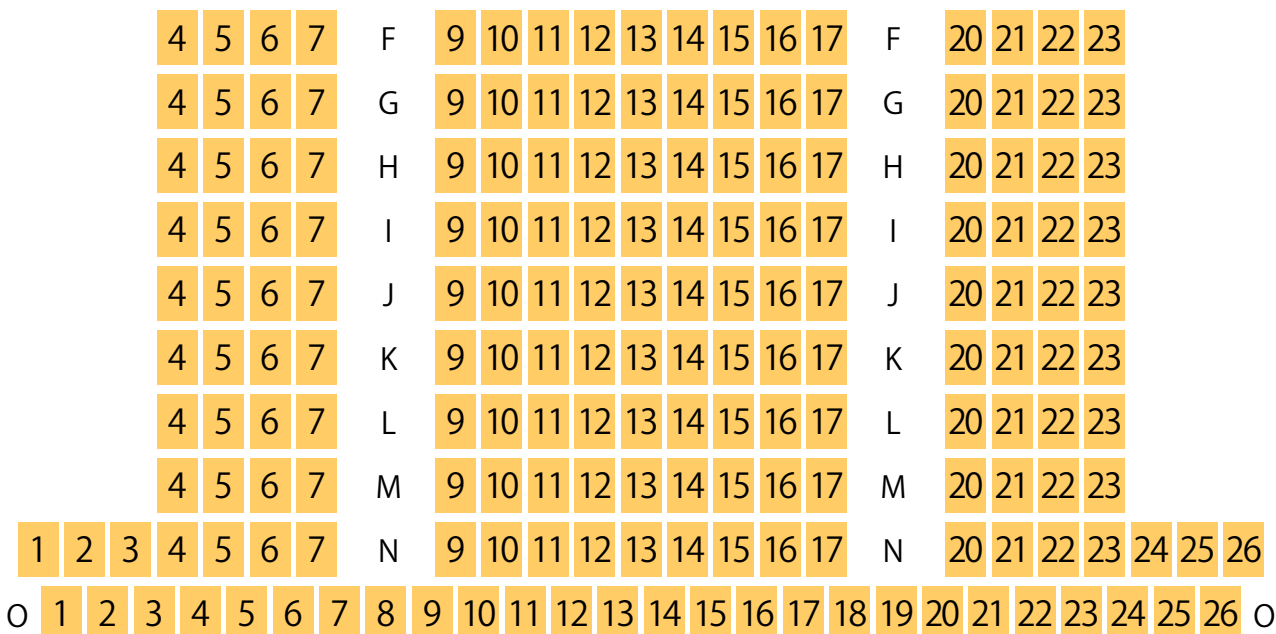 4 5 6 7 F 9 10 11 12 13 14 15 16 17 F 20 21 22 23
4 5 6 7 G 9 10 11 12 13 14 15 16 17 G 20 21 22 23
4 5 6 7 H 9 10 11 12 13 14 15 16 17 H 20 21 22 23
4 5 6 7 I 9 10 11 12 13 14 15 16 17 I 20 21 22 23
4 5 6 7 J 9 10 11 12 13 14 15 16 17 J 20 21 22 23
4 5 6 7 K 9 10 11 12 13 14 15 16 17 K 20 21 22 23
4 5 6 7 L 9 10 11 12 13 14 15 16 17 L 20 21 22 23
4 5 6 7 M 9 10 11 12 13 14 15 16 17 M 20 21 22 23
1 2 3 4 5 6 7 N 9 10 11 12 13 14 15 16 17 N 20 21 22 23 24 25 26
O 1 2 3 4 5 6 7 8 9 10 11 12 13 14 15 16 17 18 19 20 21 22 23 24 25 26 O